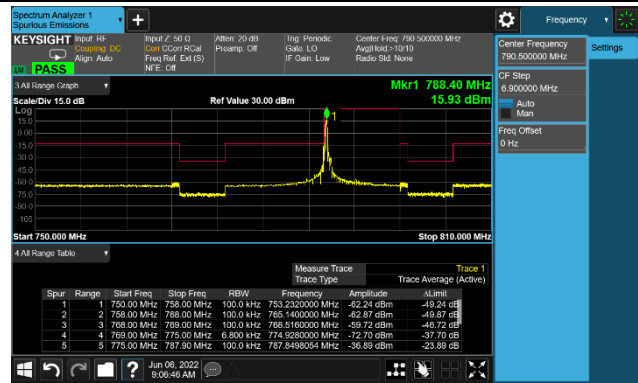 Spectrum Analyzer 1
Spurious Emissions
Frequency
KEYSIGHT Input: RF Input Z: 50 Ω Atten: 20 dB Trig: Periodic Center Freq: 790.500000 MHz
Coupling: DC Corr CCorr RCal Preamp: Off Gate: LO Avg|Hold:>10/10
Align: Auto Freq Ref: Ext (S) IF Gain: Low Radio Std: None
NFE: Off
LXI PASS
Center Frequency
790.500000 MHz
Settings
CF Step
6.900000 MHz
Auto
Man
Freq Offset
0 Hz
3 All Range Graph
Mkr1 788.40 MHz
Scale/Div 15.0 dB Ref Value 30.00 dBm 15.93 dBm
Log
1
15.0
0.00
-15.0
-30.0
-45.0
-60.0
-75.0
-90.0
-105
Start 750.000 MHz Stop 810.000 MHz
4 All Range Table
Measure Trace Trace 1
Trace Type Trace Average (Active)
Spur Range Start Freq Stop Freq RBW Frequency Amplitude ΔLimit
1 1 750.00 MHz 758.00 MHz 100.0 kHz 753.2320000 MHz -62.24 dBm -49.24 dB
2 2 758.00 MHz 768.00 MHz 100.0 kHz 765.1400000 MHz -62.87 dBm -49.87 dB
3 3 768.00 MHz 769.00 MHz 100.0 kHz 768.5160000 MHz -59.72 dBm -46.72 dB
4 4 769.00 MHz 775.00 MHz 6.800 kHz 774.9280000 MHz -72.70 dBm -37.70 dB
5 5 775.00 MHz 787.90 MHz 100.0 kHz 787.8498054 MHz -36.89 dBm -23.89 dB
Jun 06, 2022
9:06:46 AM